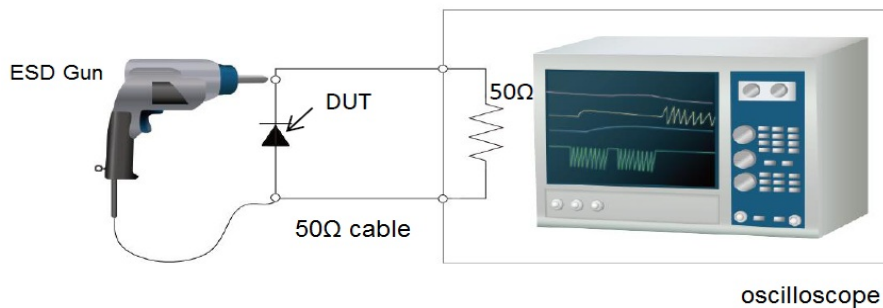 ESD Gun
DUT
50Ω
50Ω cable
oscilloscope